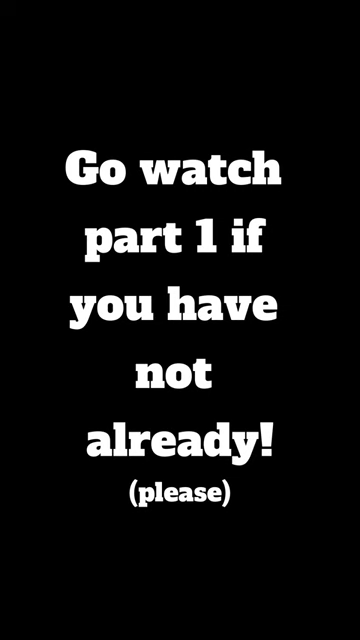 Go watch
part 1 if
you have
not
already!
(please)